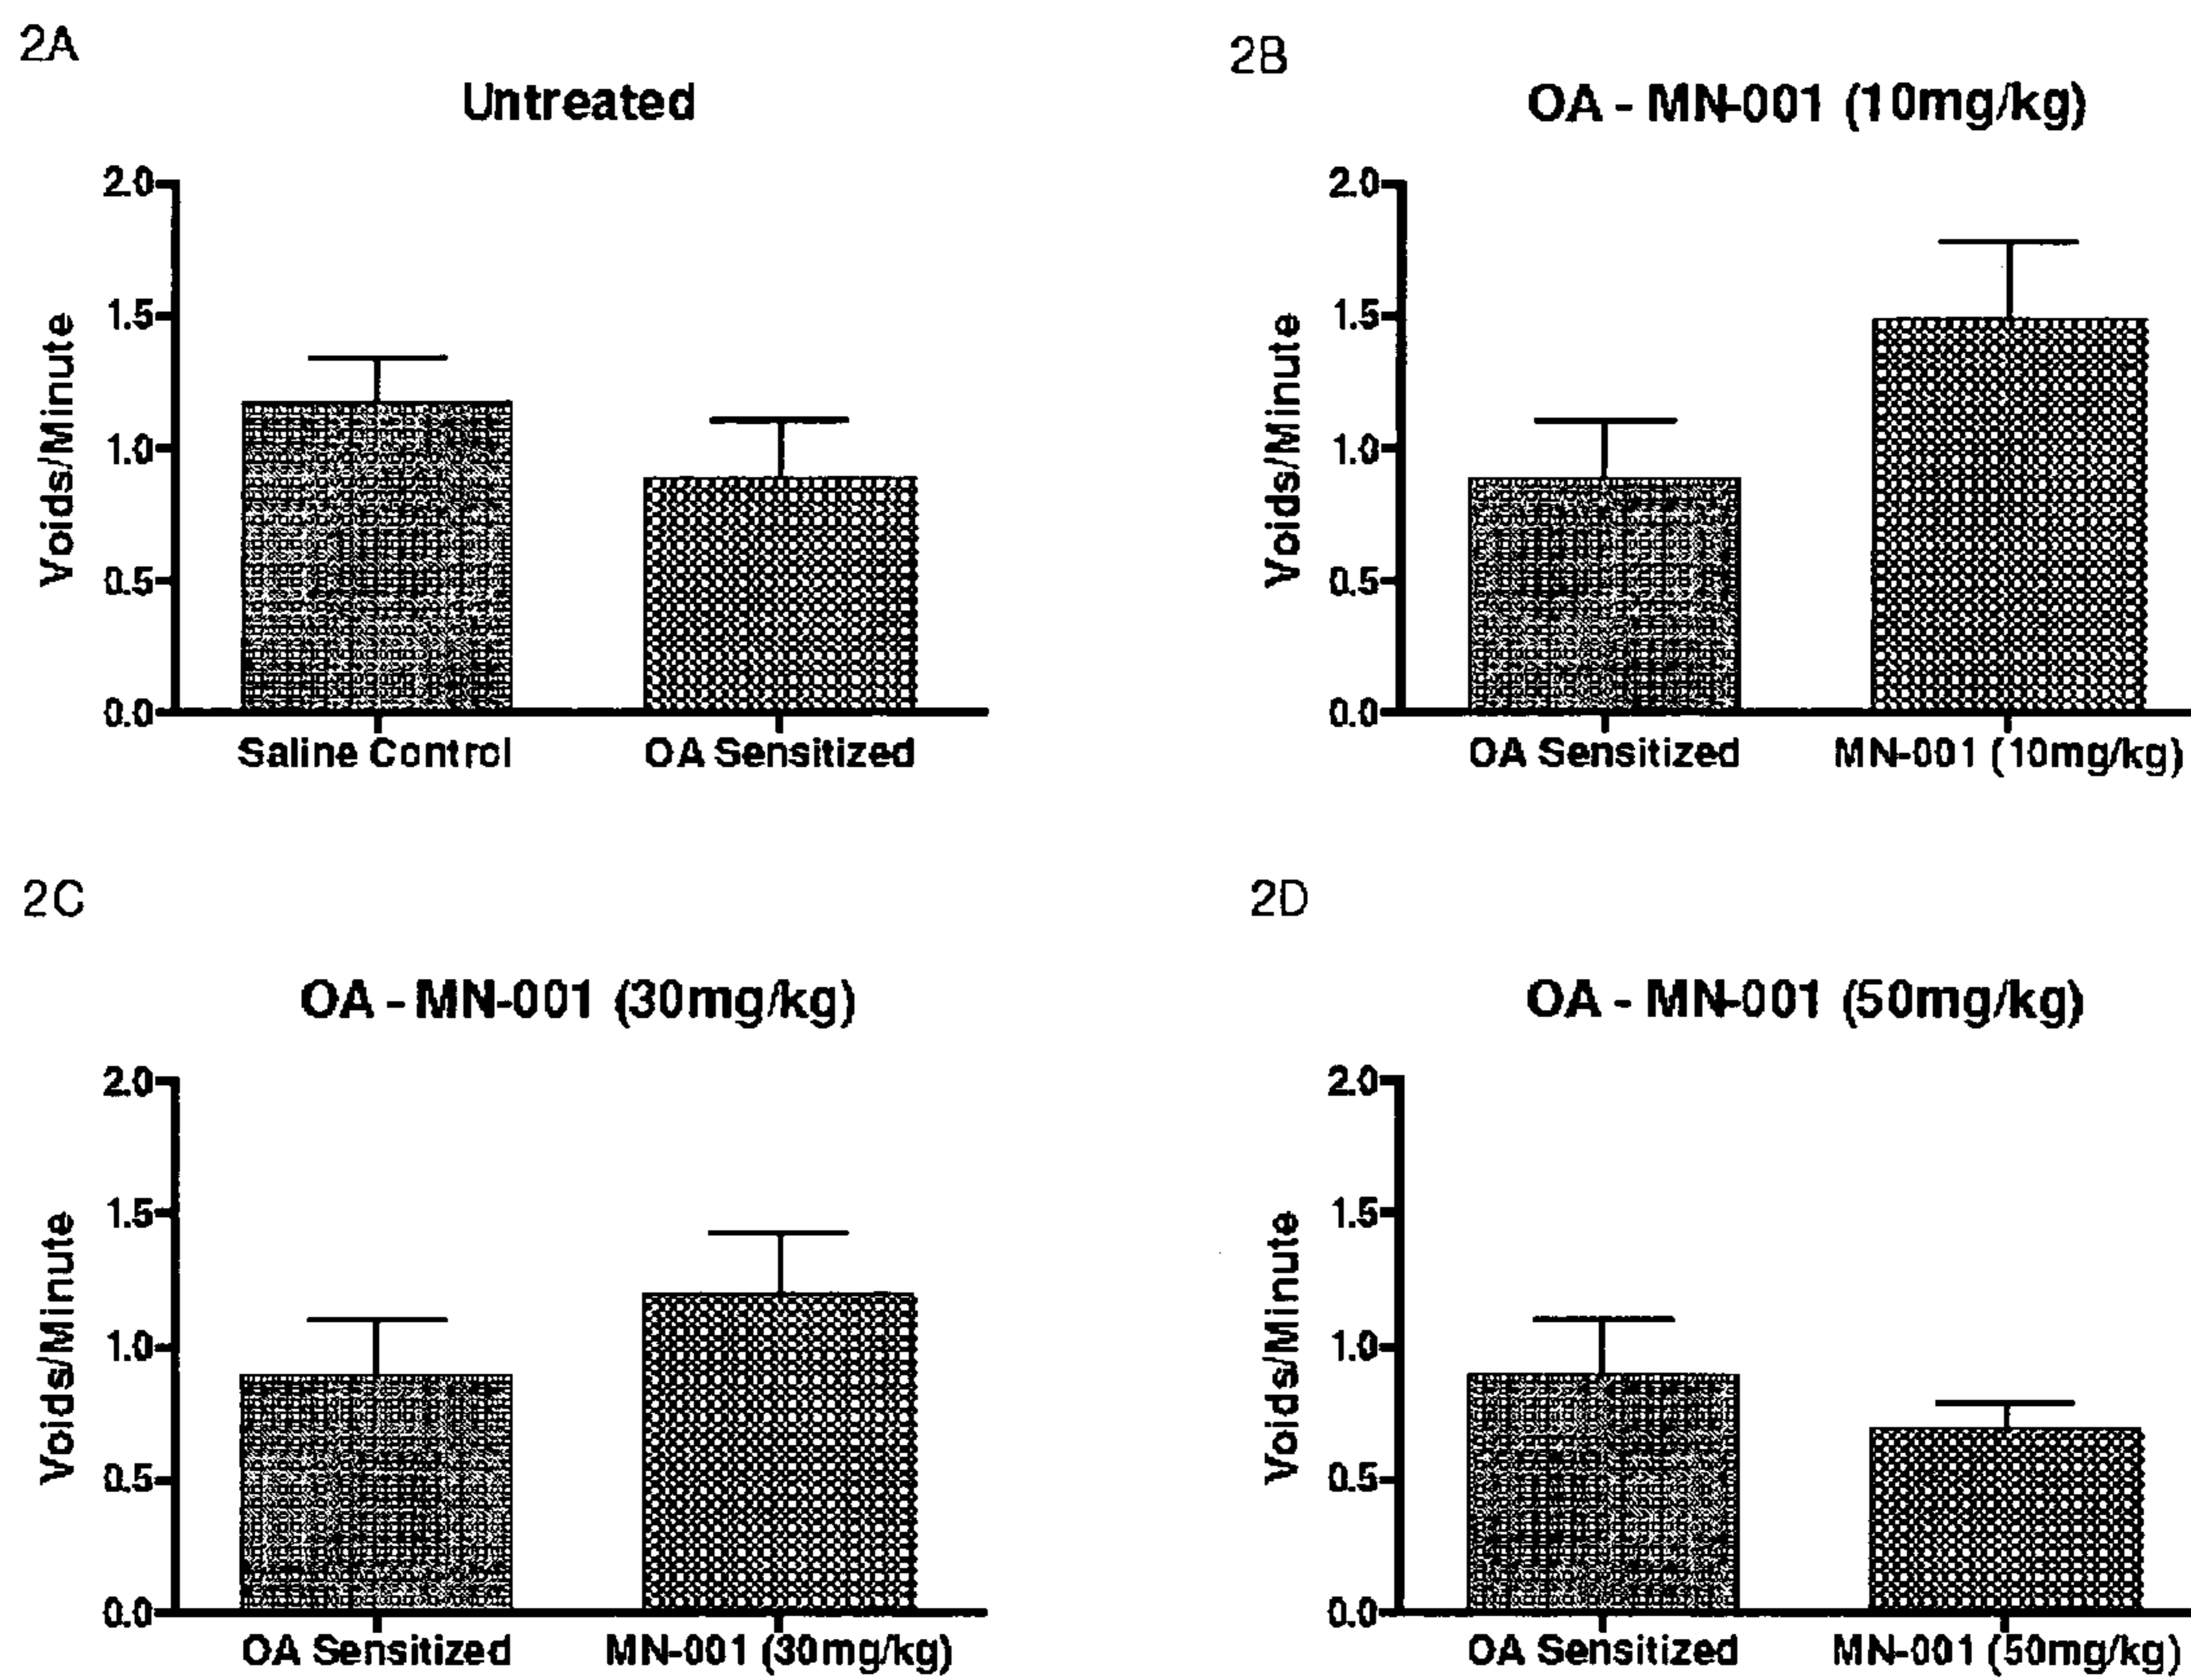 2A
Untreated
2.0
1.5
1.0
0.5
0.0
Voids/Minute
Saline Control
OA Sensitized
2B
OA - MN-001 (10mg/kg)
2.0
1.5
1.0
0.5
0.0
Voids/Minute
OA Sensitized
MN-001 (10mg/kg)
2C
OA - MN-001 (30mg/kg)
2.0
1.5
1.0
0.5
0.0
Voids/Minute
OA Sensitized
MN-001 (30mg/kg)
2D
OA - MN-001 (50mg/kg)
2.0
1.5
1.0
0.5
0.0
Voids/Minute
OA Sensitized
MN-001 (50mg/kg)